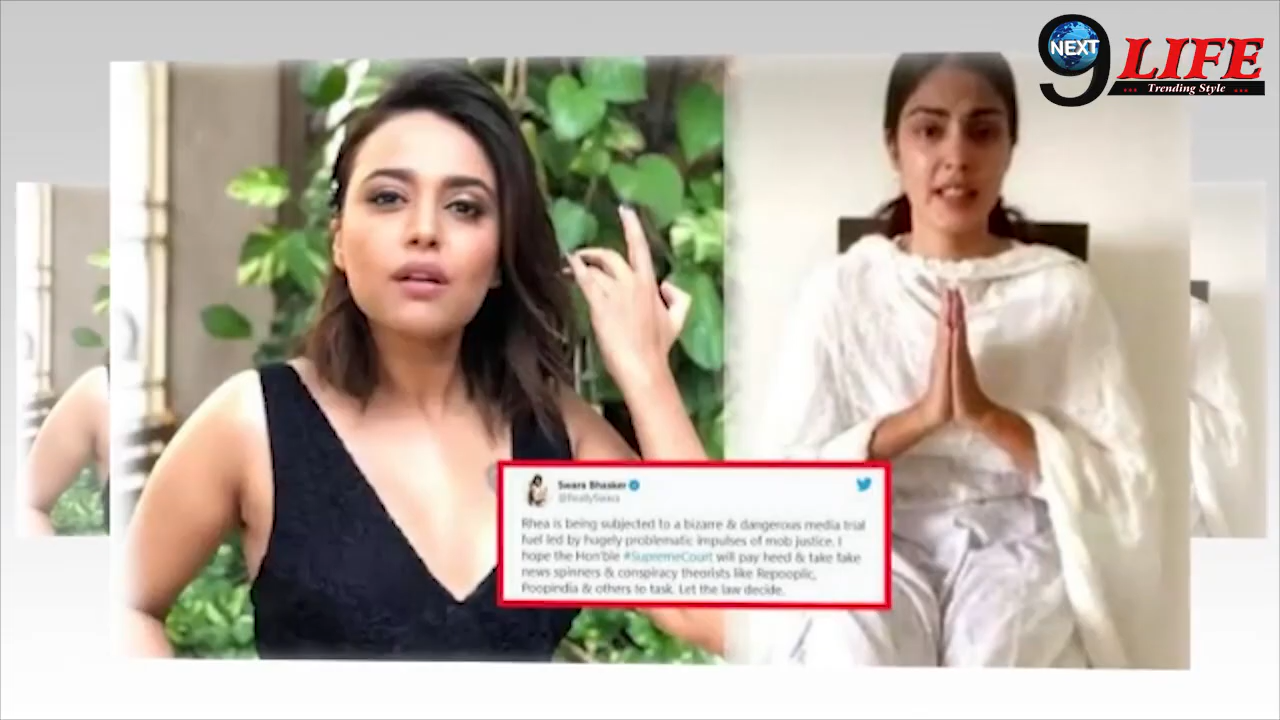 NEXT
9 LIFE
... Trending Style ...
Swara Bhasker
@ReallySwara
Rhea is being subjected to a bizarre & dangerous media trial
fuel led by hugely problematic impulses of mob justice. I
hope the Hon'ble #SupremeCourt will pay heed & take fake
news spinners & conspiracy theorists like Repooplic,
Poopindia & others to task. Let the law decide.